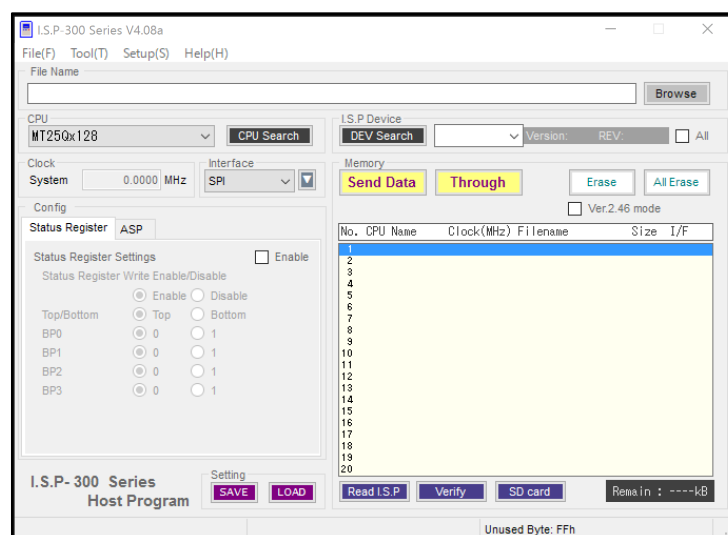 I.S.P-300 Series V4.08a
File(F) Tool(T) Setup(S) Help(H)
File Name
Browse
CPU
MT25Qx128
CPU Search
I.S.P Device
DEV Search
Version: REV:
All
Clock
System 0.0000 MHz
Interface
SPI
Memory
Send Data
Through
Erase
All Erase
Ver.2.46 mode
Config
Status Register ASP
Status Register Settings
Enable
Status Register Write Enable/Disable
Enable Disable
Top/Bottom Top Bottom
BP0 0 1
BP1 0 1
BP2 0 1
BP3 0 1
No. CPU Name Clock(MHz) Filename Size I/F
1
2
3
4
5
6
7
8
9
10
11
12
13
14
15
16
17
18
19
20
I.S.P- 300 Series
Host Program
Setting
SAVE
LOAD
Read I.S.P
Verify
SD card
Remain : ----kB
Unused Byte: FFh